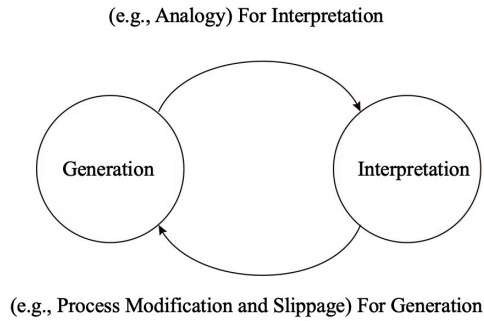 (e.g., Analogy) For Interpretation
Generation
Interpretation
(e.g., Process Modification and Slippage) For Generation